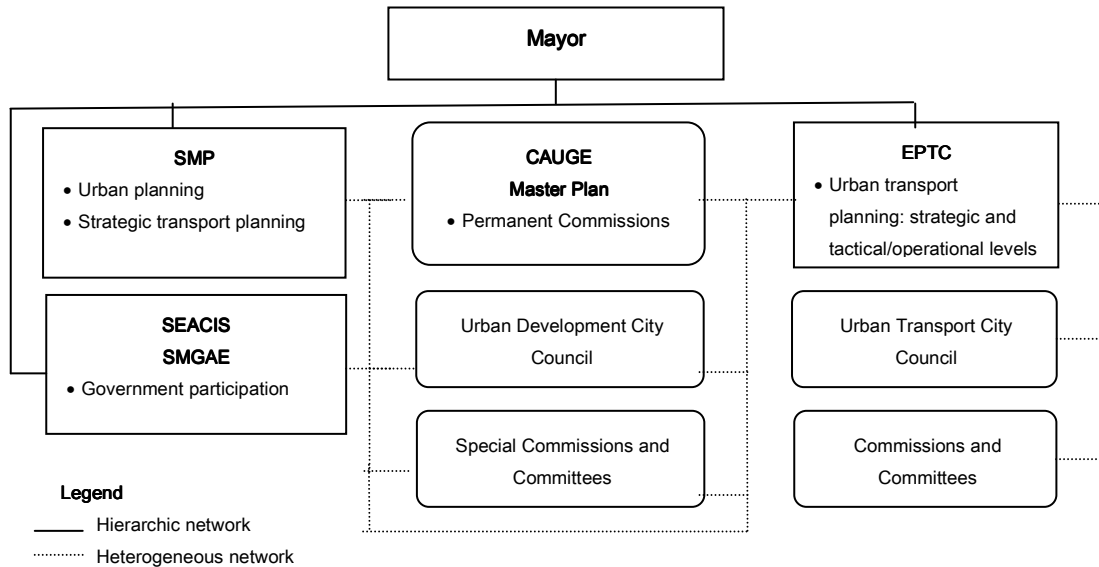 Mayor
SMP
• Urban planning
• Strategic transport planning
CAUGE
Master Plan
• Permanent Commissions
EPTC
• Urban transport
planning: strategic and
tactical/operational levels
SEACIS
SMGAE
• Government participation
Urban Development City
Council
Urban Transport City
Council
Special Commissions and
Committees
Commissions and
Committees
Legend
Hierarchic network
Heterogeneous network